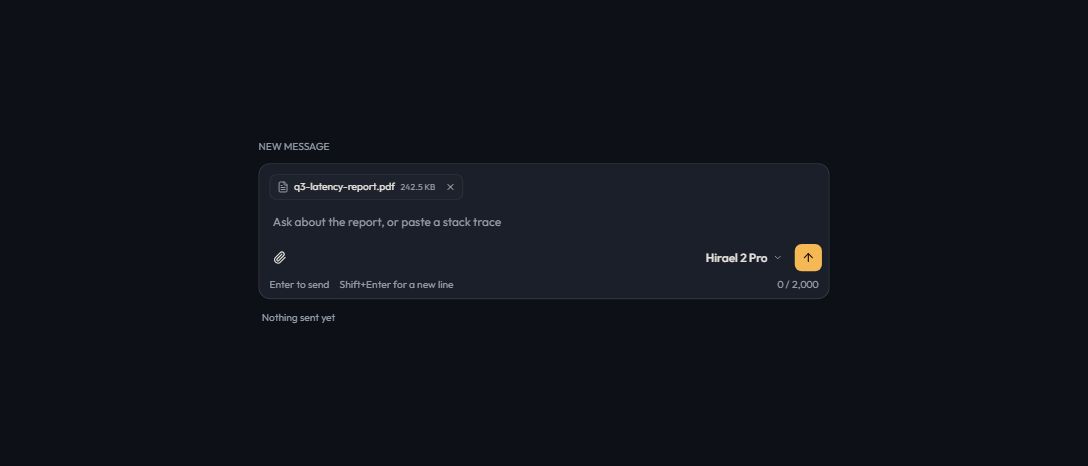 NEW MESSAGE
q3-latency-report.pdf 242.5 KB
Ask about the report, or paste a stack trace
Hirael 2 Pro
Enter to send Shift+Enter for a new line 0 / 2,000
Nothing sent yet